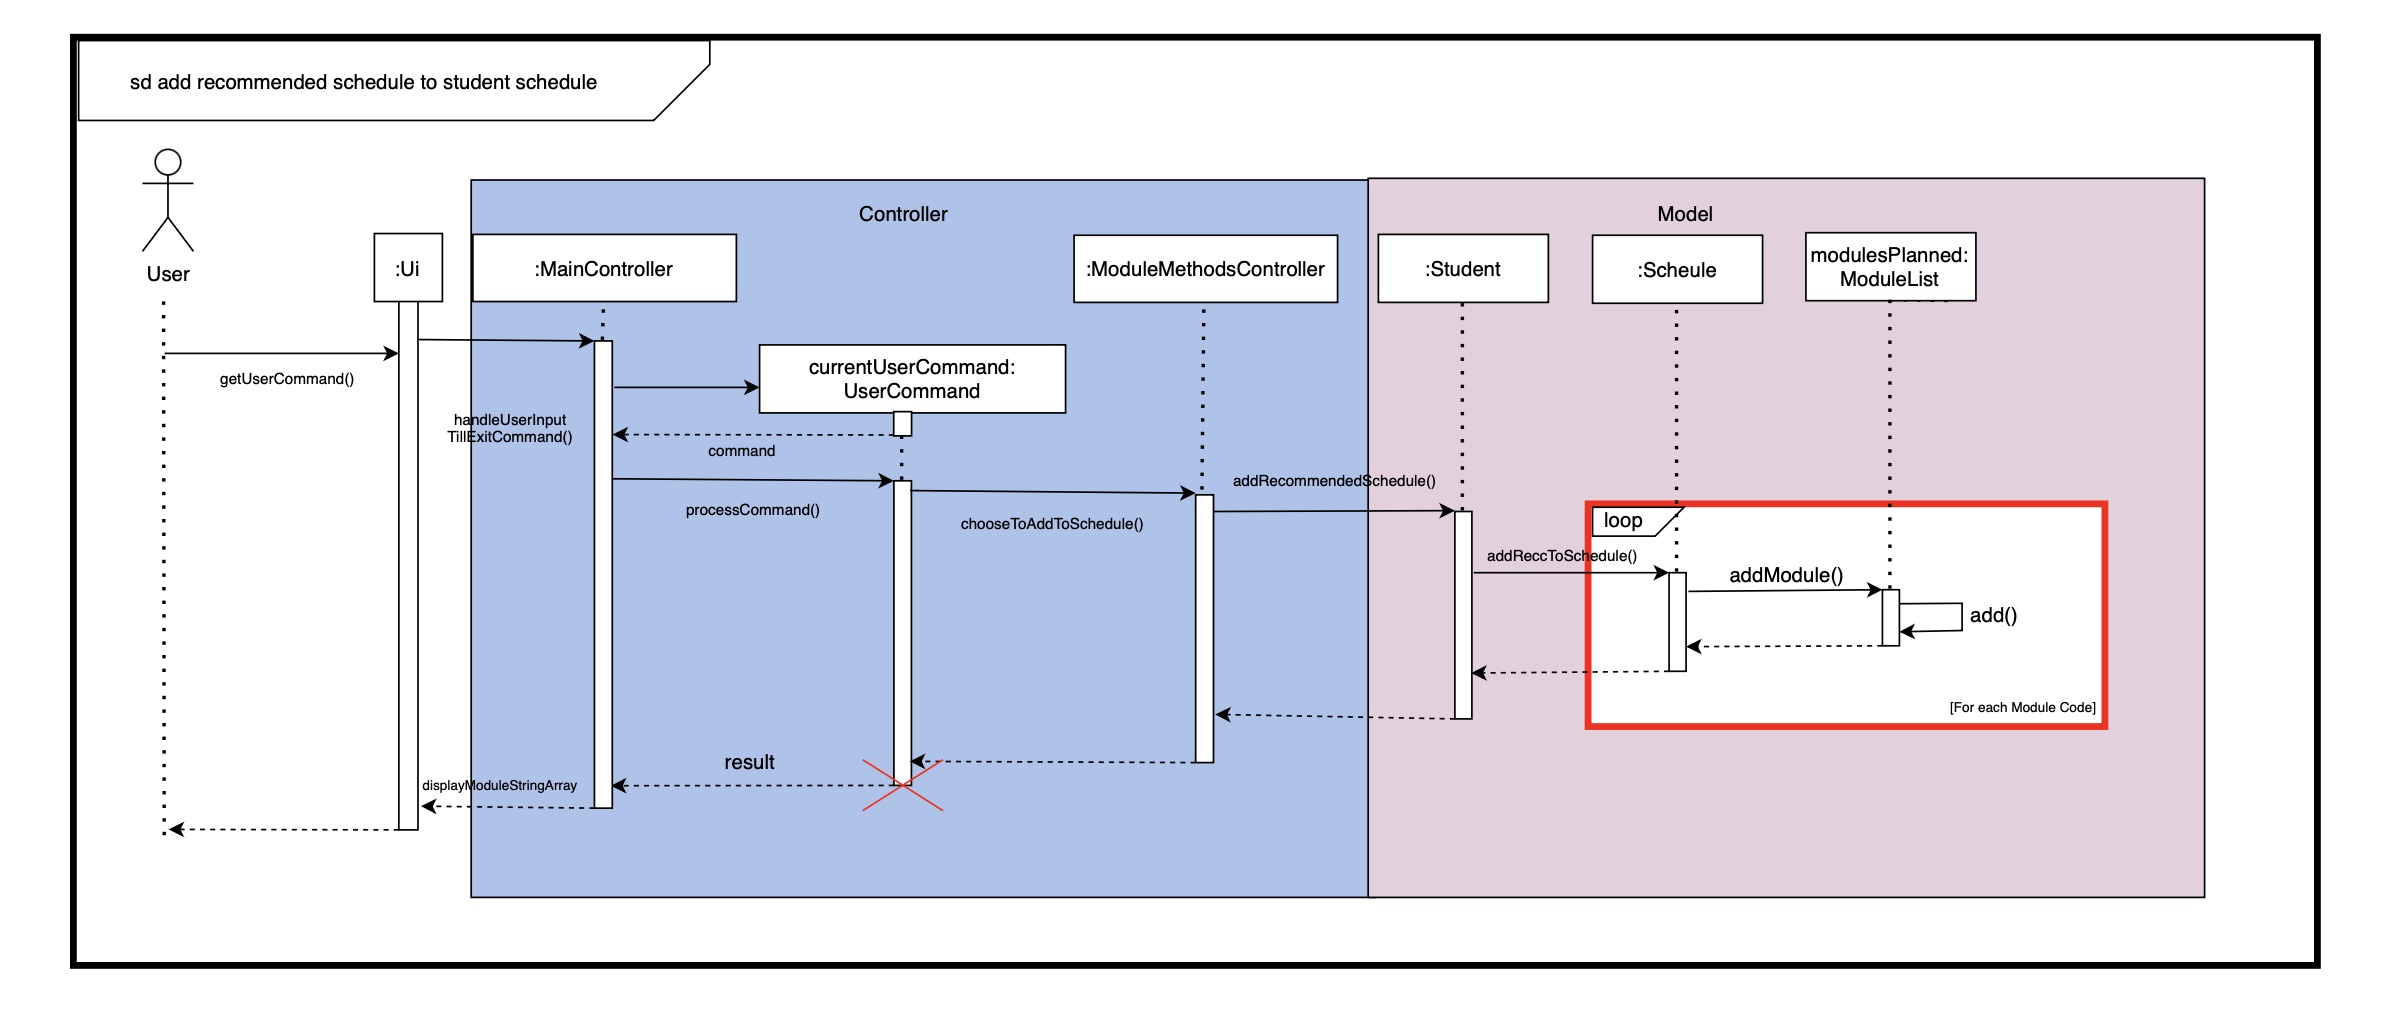 sd add recommended schedule to student schedule
Controller
Model
User
:Ui
:MainController
:ModuleMethodsController
:Student
:Scheule
modulesPlanned:
ModuleList
getUserCommand()
currentUserCommand:
UserCommand
handleUserInput
TillExitCommand()
command
processCommand()
chooseToAddToSchedule()
addRecommendedSchedule()
loop
addReccToSchedule()
addModule()
add()
[For each Module Code]
result
displayModuleStringArray